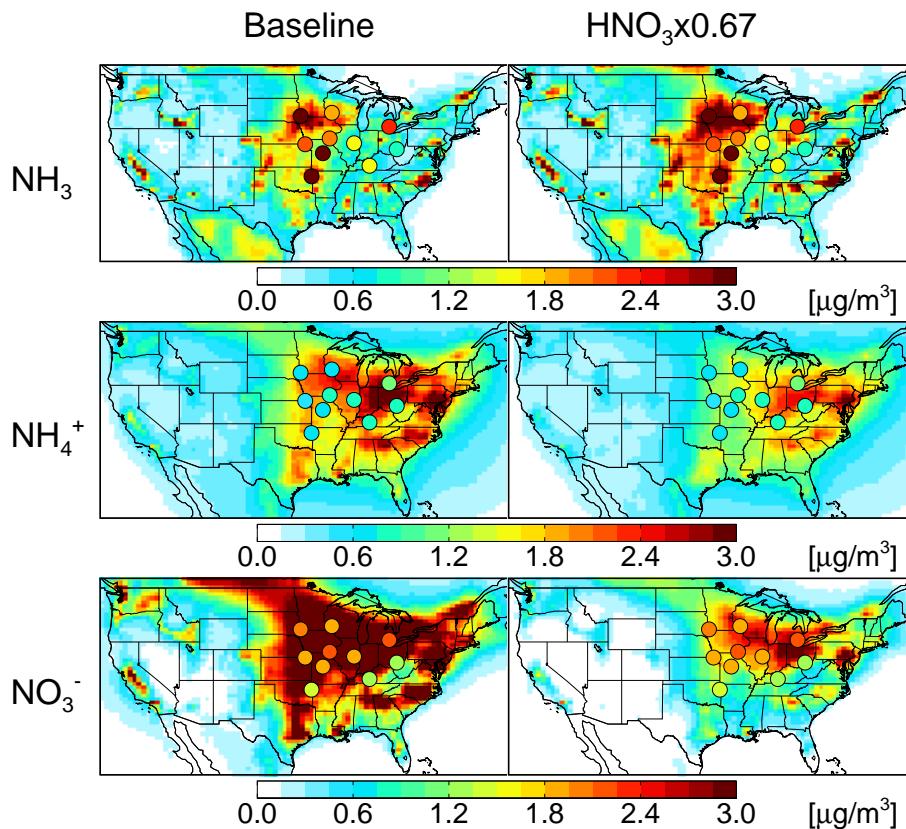 Baseline HNO₃x0.67
NH₃
0.0 0.6 1.2 1.8 2.4 3.0 [μg/m³]
NH₄⁺
0.0 0.6 1.2 1.8 2.4 3.0 [μg/m³] 0.0 0.6 1.2 1.8 2.4 3.0 [μg/m³]
NO₃⁻